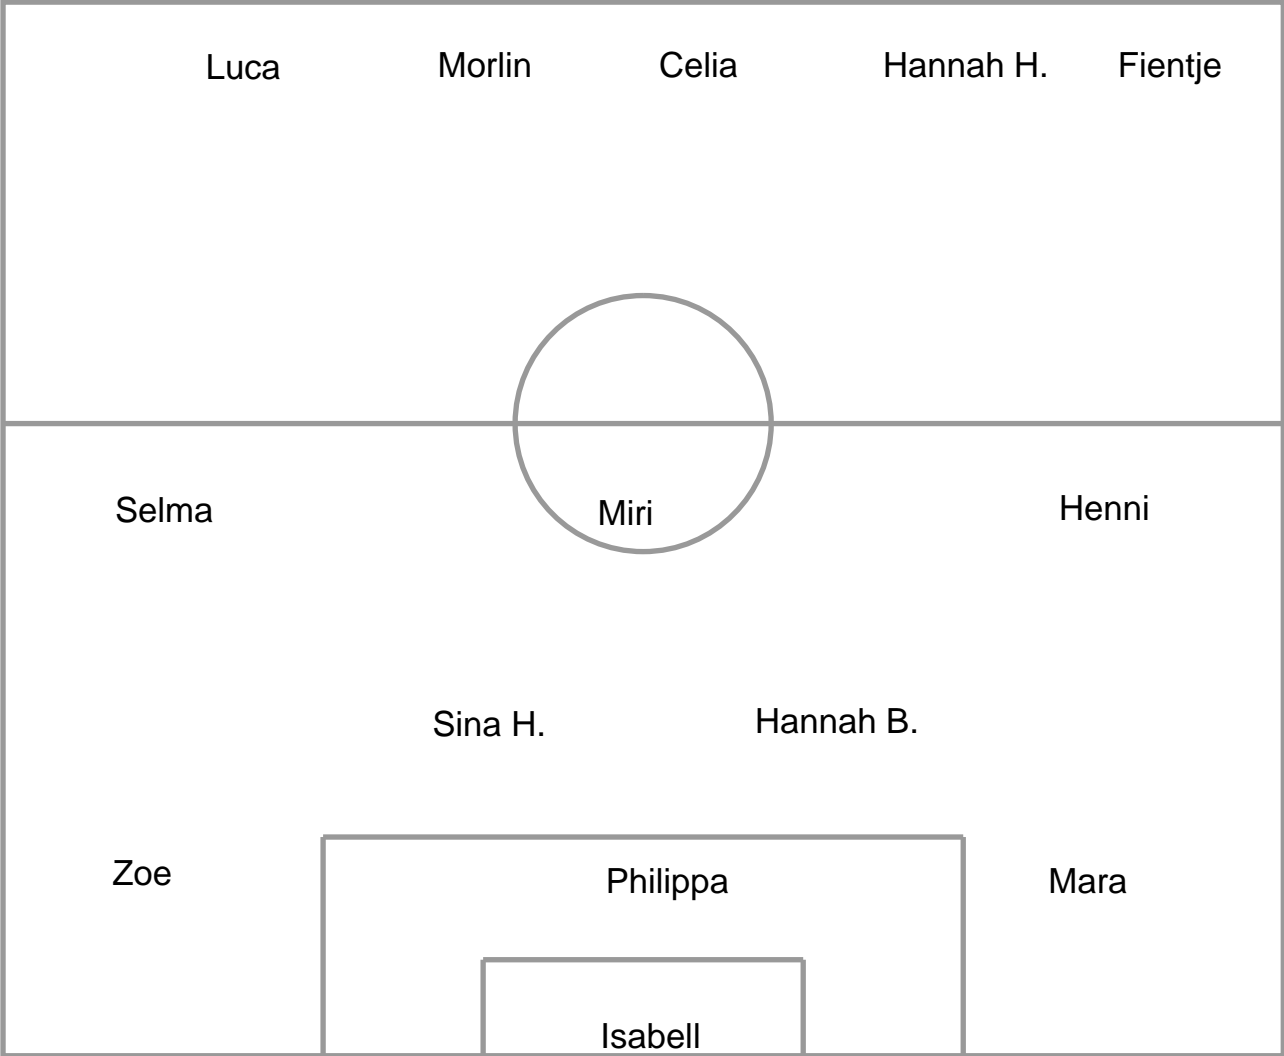 Luca Morlin Celia Hannah H. Fientje
Selma Miri Henni
Sina H. Hannah B.
Zoe Philippa Mara
Isabell